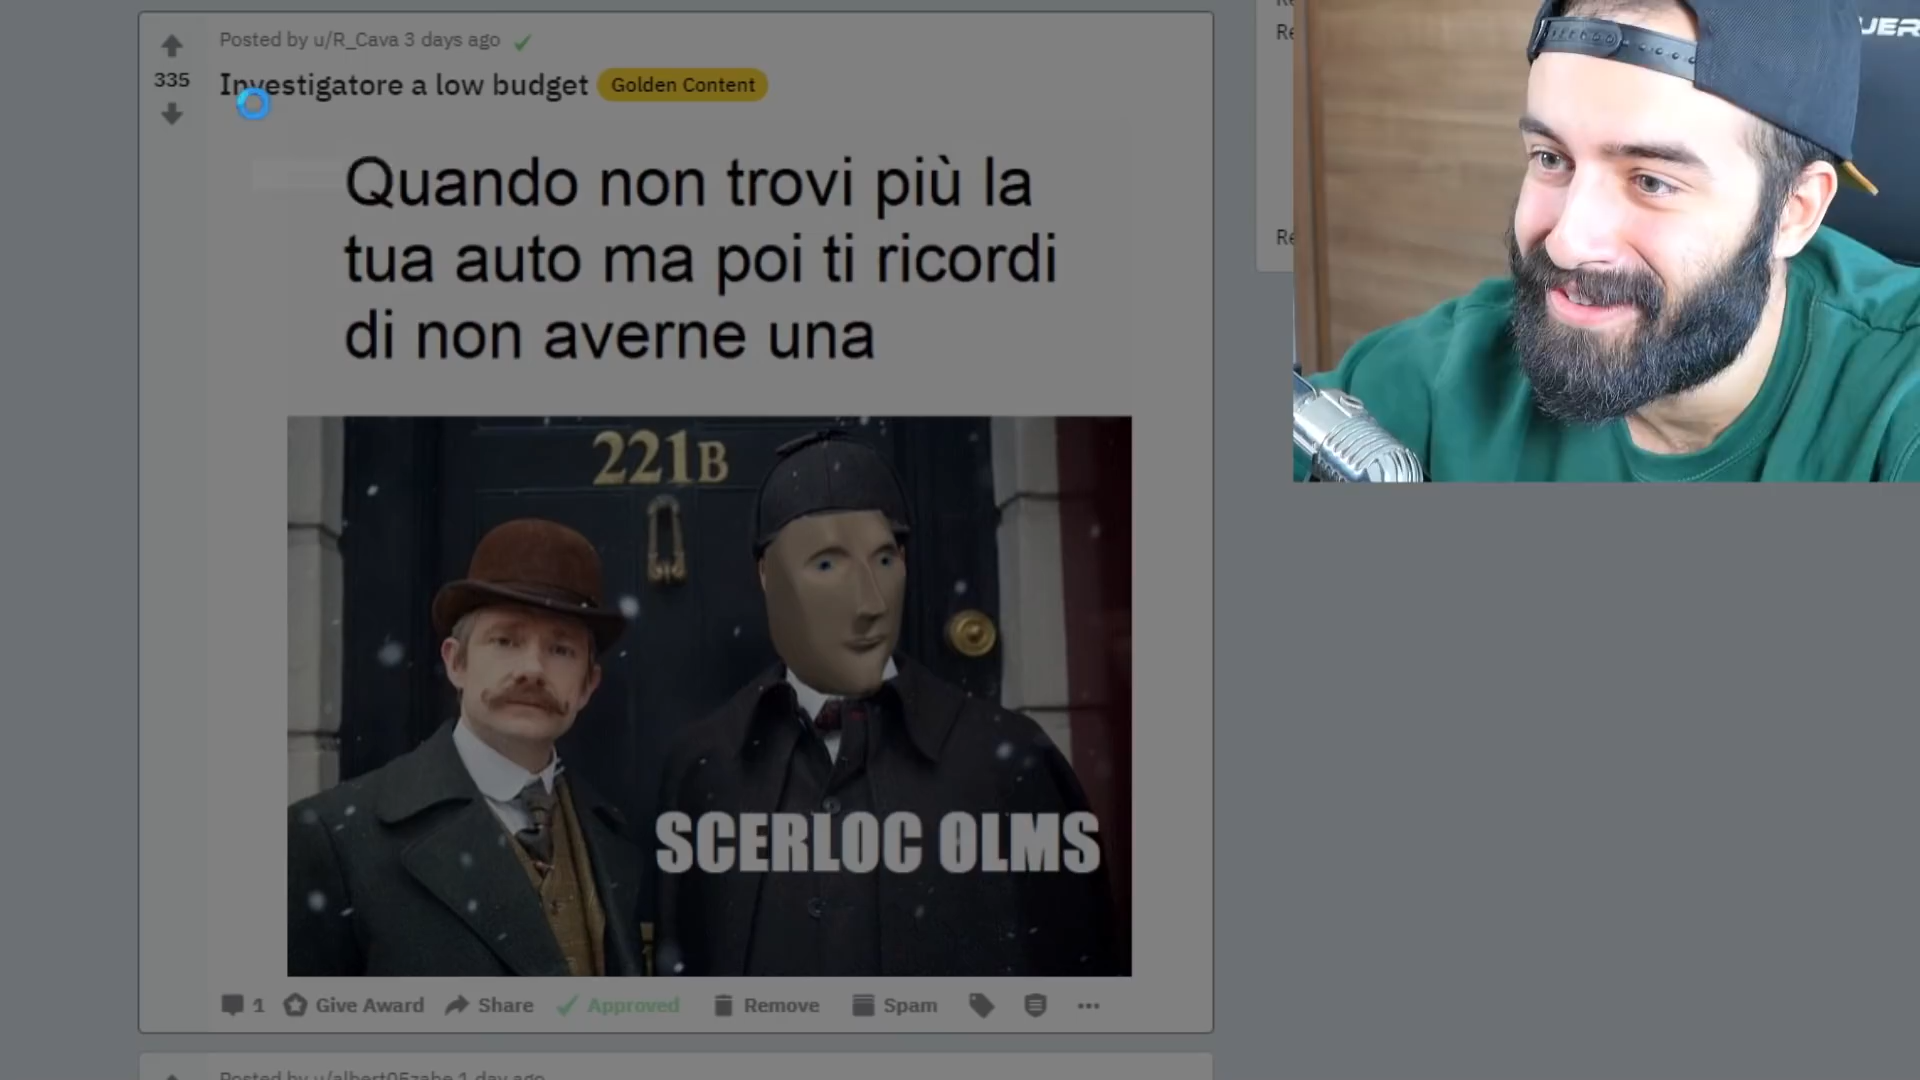 Posted by u/R_Cava 3 days ago
335
Investigatore a low budget Golden Content
Quando non trovi più la
tua auto ma poi ti ricordi
di non averne una
221B
SCERLOC OLMS
1 Give Award Share Approved Remove Spam